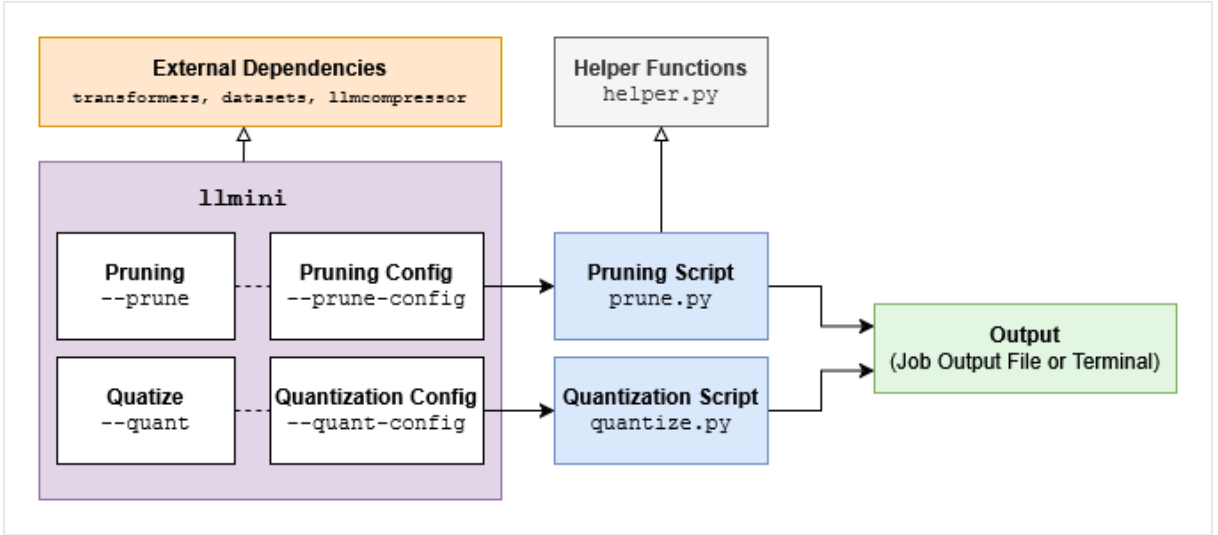 External Dependencies
transformers, datasets, llmcompressor
Helper Functions
helper.py
llmini
Pruning
--prune
Pruning Config
--prune-config
Pruning Script
prune.py
Quatize
--quant
Quantization Config
--quant-config
Quantization Script
quantize.py
Output
(Job Output File or Terminal)